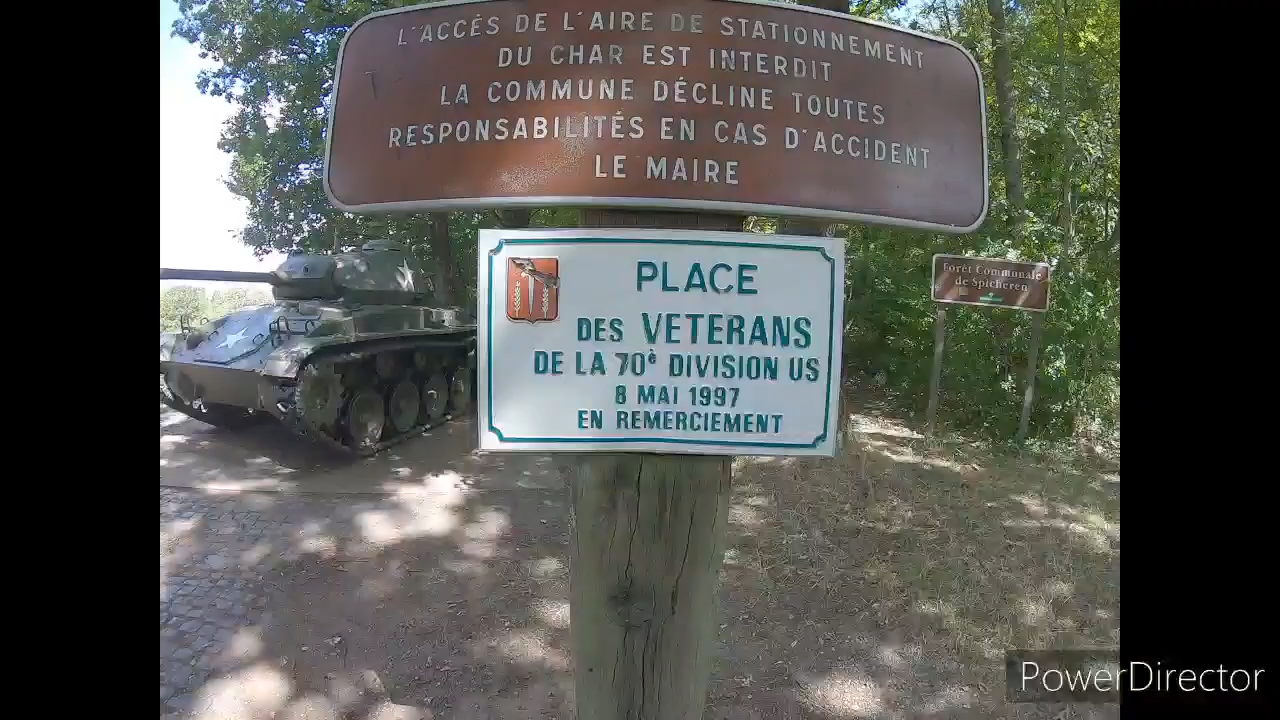 L'ACCÉS DE L'AIRE DE STATIONNEMENT
DU CHAR EST INTERDIT
LA COMMUNE DÉCLINE TOUTES
RESPONSABILITÉS EN CAS D'ACCIDENT
LE MAIRE
PLACE
DES VETERANS
DE LA 70è DIVISION US
8 MAI 1997
EN REMERCIEMENT
Forêt Communale
de Spicheren
PowerDirector